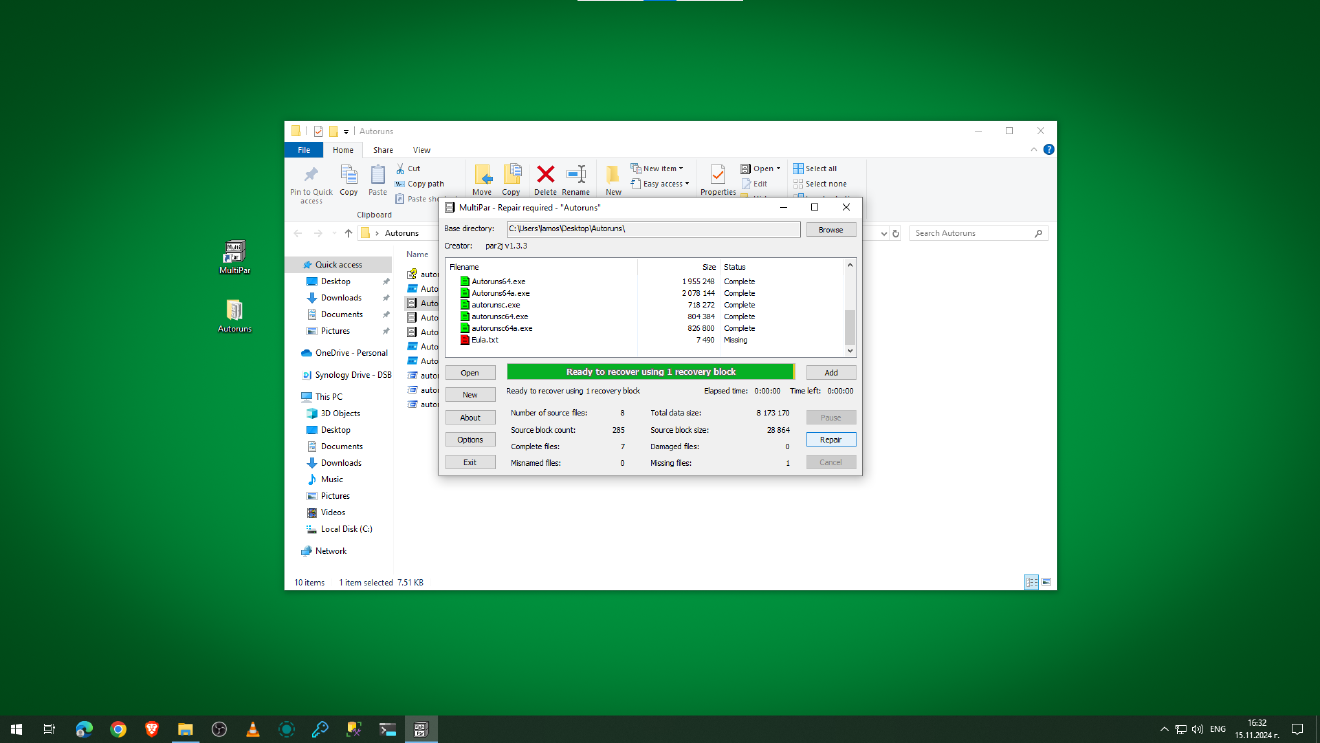 Autoruns
File Home Share View
Pin to Quick access
Copy
Paste
Cut
Copy path
Paste sh
Clipboard
Move
Copy
Delete
Rename
New
New item
Easy access
Properties
Open
Edit
Select all
Select none
MultiPar - Repair required - "Autoruns"
Autoruns
Search Autoruns
Base directory: C:\Users\lamos\Desktop\Autoruns\ Browse
Creator: par2j v1.3.3
Name
Filename Size Status
Autoruns64.exe 1 955 248 Complete
Autoruns64a.exe 2 078 144 Complete
autorunsc.exe 718 272 Complete
autorunsc64.exe 804 384 Complete
autorunsc64a.exe 826 800 Complete
Eula.txt 7 490 Missing
Open Ready to recover using 1 recovery block Add
New Ready to recover using 1 recovery block Elapsed time: 0:00:00 Time left: 0:00:00
About Number of source files: 8 Total data size: 8 173 170 Pause
Source block count: 285 Source block size: 28 864
Options Complete files: 7 Damaged files: 0 Repair
Exit Misnamed files: 0 Missing files: 1 Cancel
Quick access
Desktop
Downloads
Documents
Pictures
OneDrive - Personal
Synology Drive - DSB
This PC
3D Objects
Desktop
Documents
Downloads
Music
Pictures
Videos
Local Disk (C:)
Network
autor
Auto
Auto
Auto
Auto
Auto
Auto
autor
autor
autor
10 items 1 item selected 7.51 KB
MultiPar
Autoruns
ENG
16:32
15.11.2024 г.